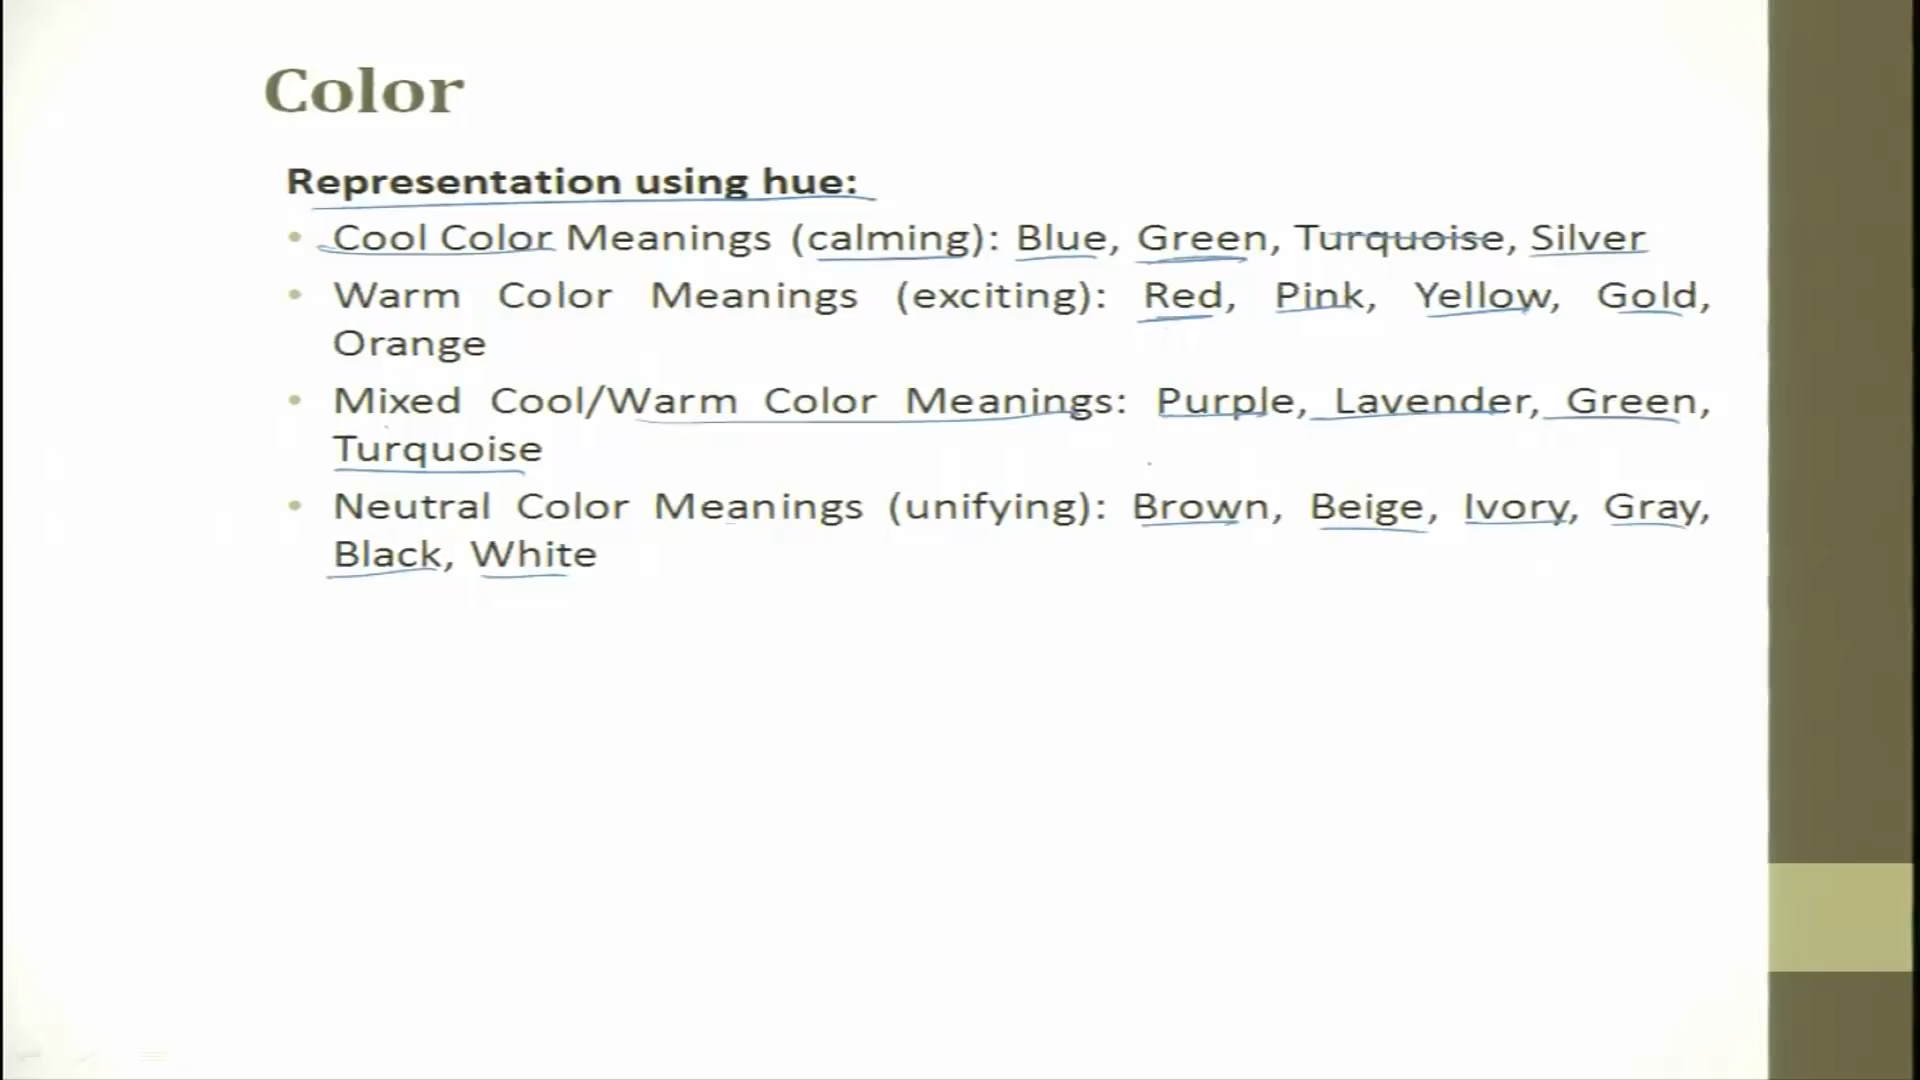 Color
Representation using hue:
• Cool Color Meanings (calming): Blue, Green, Turquoise, Silver
• Warm Color Meanings (exciting): Red, Pink, Yellow, Gold,
Orange
• Mixed Cool/Warm Color Meanings: Purple, Lavender, Green,
Turquoise
• Neutral Color Meanings (unifying): Brown, Beige, Ivory, Gray,
Black, White